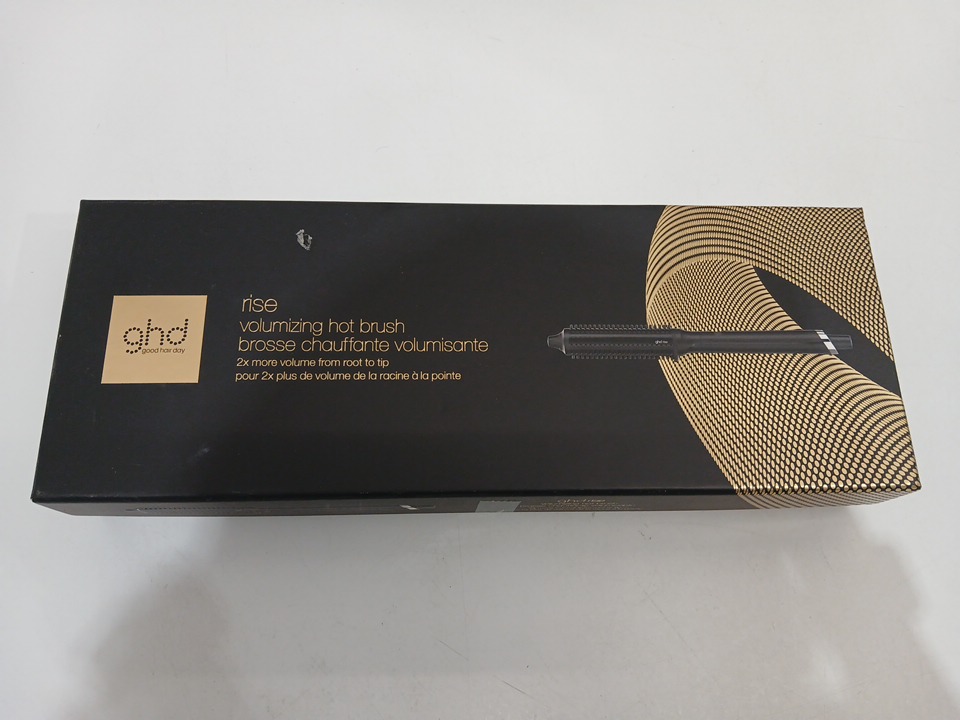 ghd
good hair day
rise
volumizing hot brush
brosse chauffante volumisante
2x more volume from root to tip
pour 2x plus de volume de la racine à la pointe